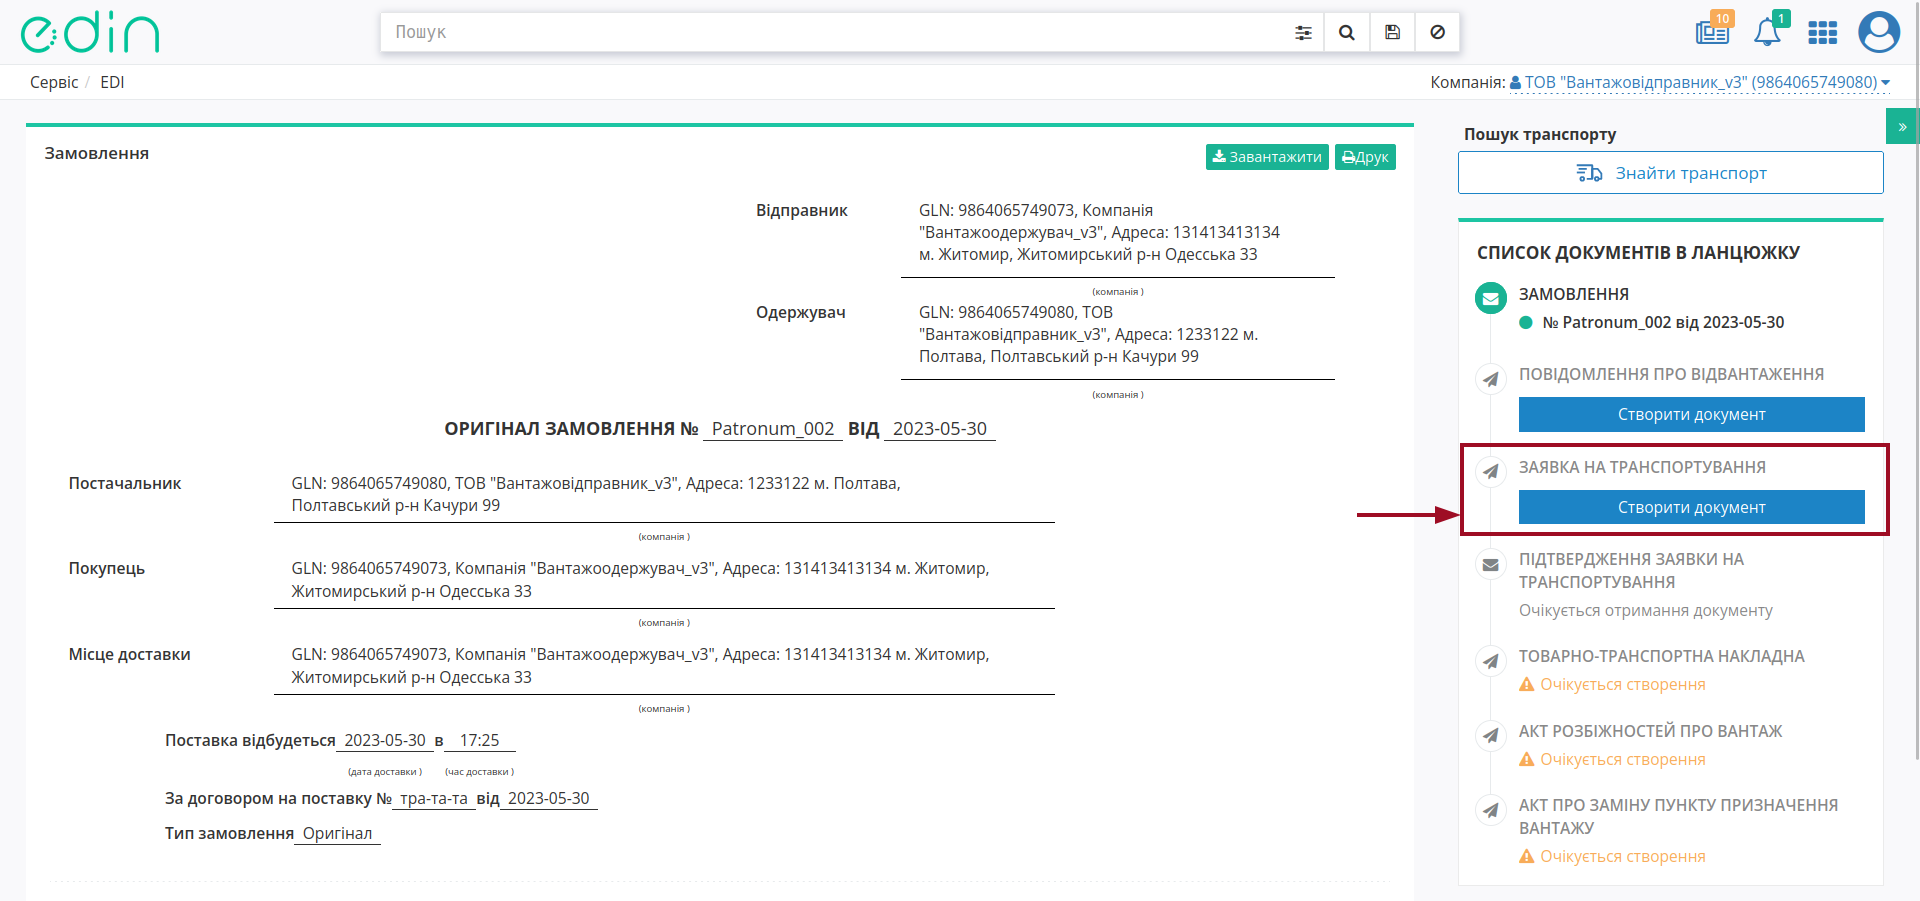 edin
Пошук
10
1
Сервіс / EDI
Компанія: ТОВ "Вантажовідправник_v3" (9864065749080)
»
Замовлення
Завантажити
Друк
Відправник
GLN: 9864065749073, Компанія
"Вантажоодержувач_v3", Адреса: 131413413134
м. Житомир, Житомирський р-н Одесська 33
(компанія )
Одержувач
GLN: 9864065749080, ТОВ
"Вантажовідправник_v3", Адреса: 1233122 м.
Полтава, Полтавський р-н Качури 99
(компанія )
ОРИГІНАЛ ЗАМОВЛЕННЯ № Patronum_002 ВІД 2023-05-30
Постачальник
GLN: 9864065749080, ТОВ "Вантажовідправник_v3", Адреса: 1233122 м. Полтава,
Полтавський р-н Качури 99
(компанія )
Покупець
GLN: 9864065749073, Компанія "Вантажоодержувач_v3", Адреса: 131413413134 м. Житомир,
Житомирський р-н Одесська 33
(компанія )
Місце доставки
GLN: 9864065749073, Компанія "Вантажоодержувач_v3", Адреса: 131413413134 м. Житомир,
Житомирський р-н Одесська 33
(компанія )
Поставка відбудеться 2023-05-30 в 17:25
(дата доставки ) (час доставки )
За договором на поставку № тра-та-та від 2023-05-30
Тип замовлення Оригінал
Пошук транспорту
Знайти транспорт
СПИСОК ДОКУМЕНТІВ В ЛАНЦЮЖКУ
ЗАМОВЛЕННЯ
№ Patronum_002 від 2023-05-30
ПОВІДОМЛЕННЯ ПРО ВІДВАНТАЖЕННЯ
Створити документ
ЗАЯВКА НА ТРАНСПОРТУВАННЯ
Створити документ
ПІДТВЕРДЖЕННЯ ЗАЯВКИ НА
ТРАНСПОРТУВАННЯ
Очікується отримання документу
ТОВАРНО-ТРАНСПОРТНА НАКЛАДНА
Очікується створення
АКТ РОЗБІЖНОСТЕЙ ПРО ВАНТАЖ
Очікується створення
АКТ ПРО ЗАМІНУ ПУНКТУ ПРИЗНАЧЕННЯ
ВАНТАЖУ
Очікується створення